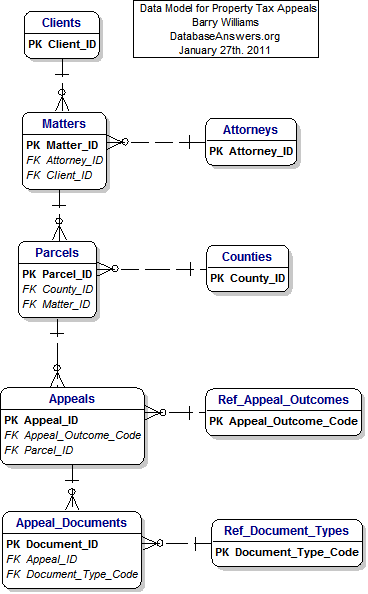 Data Model for Property Tax Appeals
Barry Williams
DatabaseAnswers.org
January 27th. 2011
Clients
PK Client_ID
Matters
PK Matter_ID
FK Attorney_ID
FK Client_ID
Attorneys
PK Attorney_ID
Parcels
PK Parcel_ID
FK County_ID
FK Matter_ID
Counties
PK County_ID
Appeals
PK Appeal_ID
FK Appeal_Outcome_Code
FK Parcel_ID
Ref_Appeal_Outcomes
PK Appeal_Outcome_Code
Appeal_Documents
PK Document_ID
FK Appeal_ID
FK Document_Type_Code
Ref_Document_Types
PK Document_Type_Code